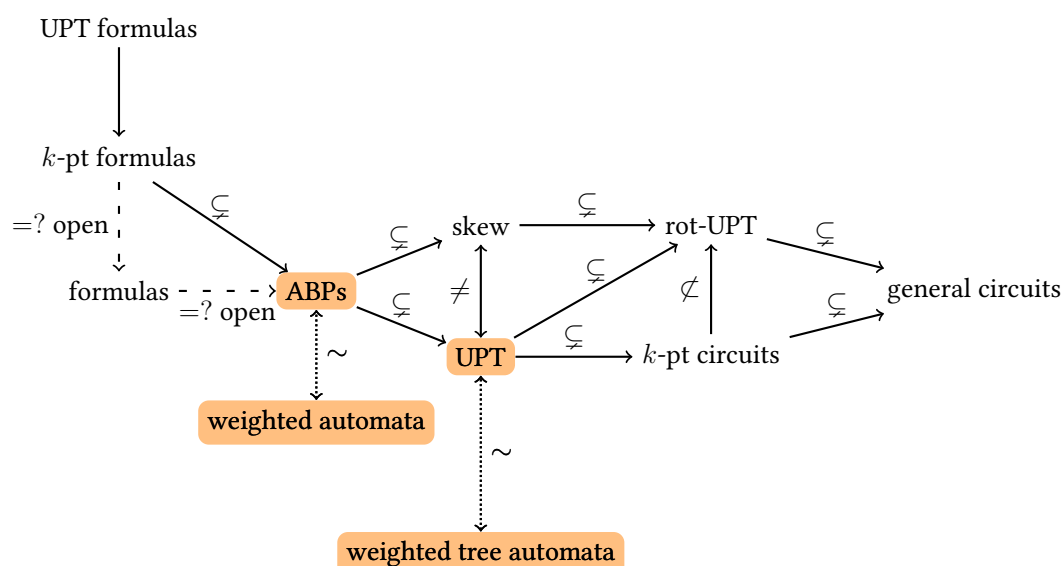 UPT formulas
k-pt formulas
⊊
=? open
skew
⊊
rot-UPT
⊊
⊊
≠
⊊
⊄
formulas
=? open
ABPs
⊊
general circuits
⊊
UPT
⊊
k-pt circuits
∼
weighted automata
∼
weighted tree automata